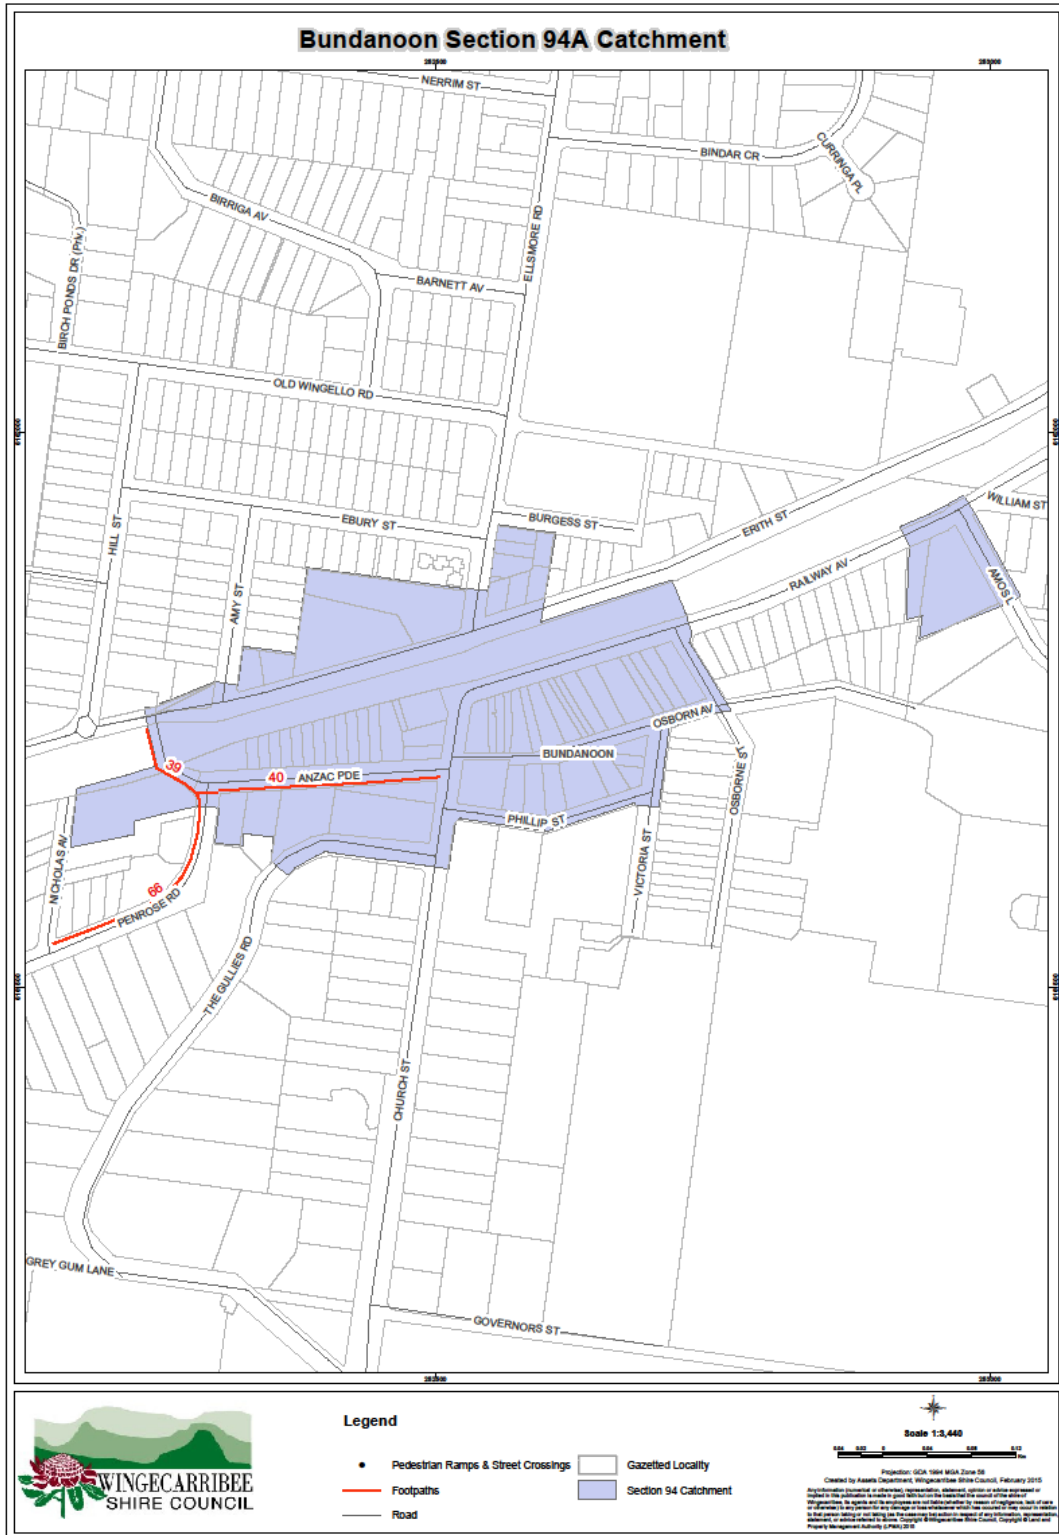 Bundanoon Section 94A Catchment
NERRIM ST
BINDAR CR
CURRINGA PL
BIRRIGA AV
ELLSMORE RD
BIRCH PONDS DR (Priv.)
BARNETT AV
OLD WINGELLO RD
WILLIAM ST
HILL ST
EBURY ST
BURGESS ST
ERITH ST
RAILWAY AV
AMOS L
AMY ST
OSBORN AV
BUNDANOON
39
40
ANZAC PDE
OSBORNE ST
PHILLIP ST
VICTORIA ST
NICHOLAS AV
66
PENROSE RD
THE GULLIES RD
CHURCH ST
GREY GUM LANE
GOVERNORS ST
WINGECARRIBEE
SHIRE COUNCIL
Legend
Pedestrian Ramps & Street Crossings
Footpaths
Road
Gazetted Locality
Section 94 Catchment
Scale 1:3,440
Projection: GDA 1994 MGA Zone 56
Created by Assets Department, Wingecarribee Shire Council, February 2015